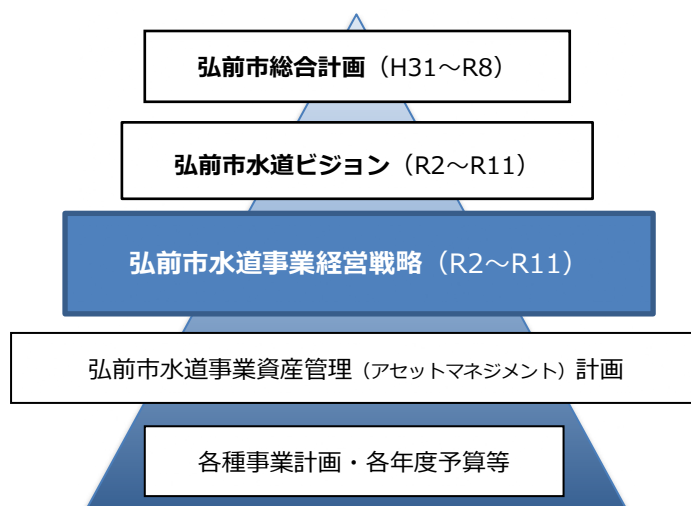 弘前市総合計画（H31～R8）
弘前市水道ビジョン（R2～R11）
弘前市水道事業経営戦略（R2～R11）
弘前市水道事業資産管理（アセットマネジメント）計画
各種事業計画・各年度予算等